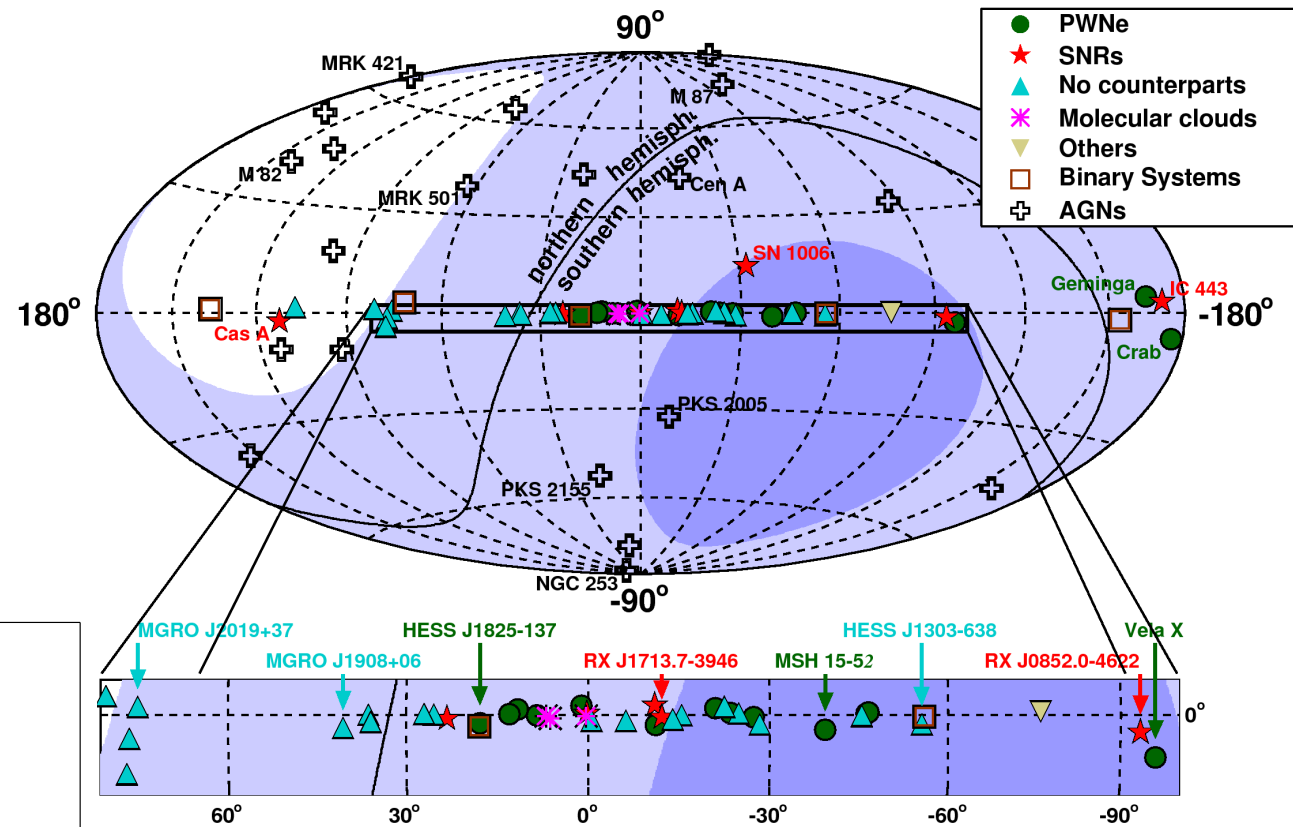 90°
PWNe
SNRs
No counterparts
Molecular clouds
Others
Binary Systems
AGNs
MRK 421
M 87
M 82
MRK 501
Cen A
northern hemisph.
southern hemisph.
SN 1006
Geminga
IC 443
180°
-180°
Cas A
Crab
PKS 2005
PKS 2155
NGC 253
-90°
MGRO J2019+37
HESS J1825-137
HESS J1303-638
Vela X
MGRO J1908+06
RX J1713.7-3946
MSH 15-52
RX J0852.0-4622
0°
60°
30°
0°
-30°
-60°
-90°